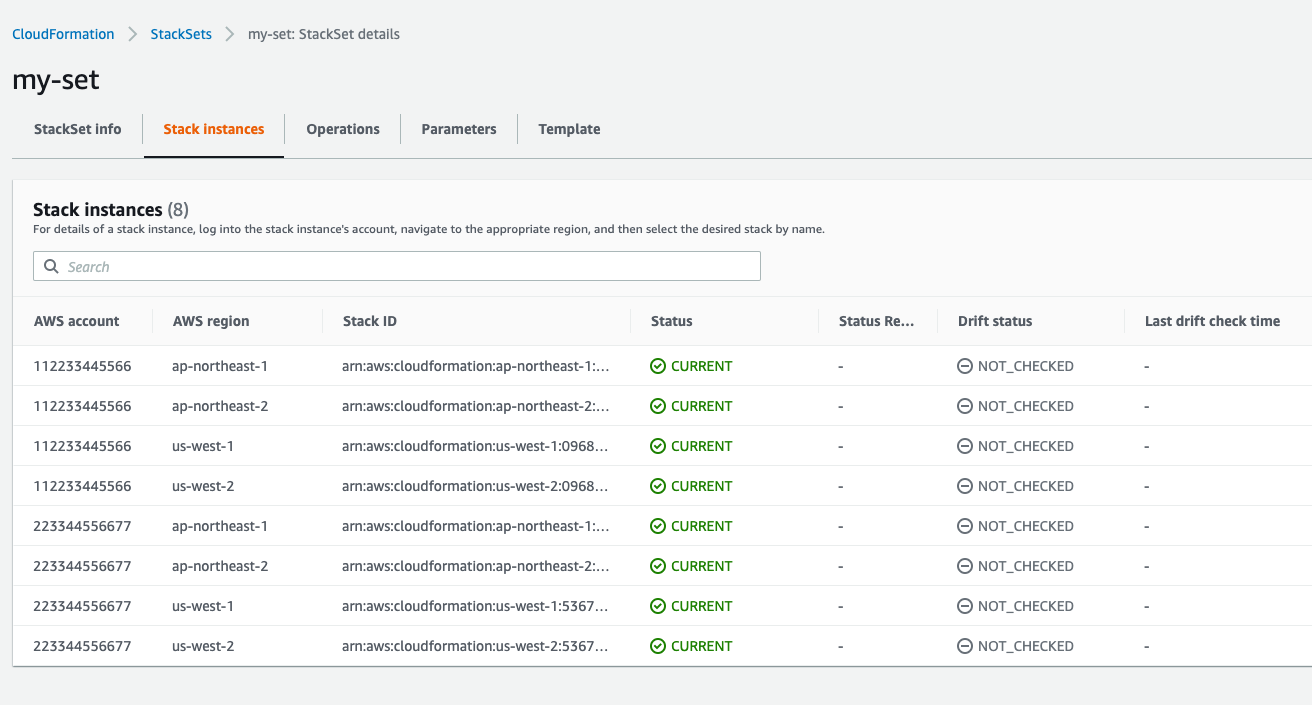 CloudFormation > StackSets > my-set: StackSet details
my-set
StackSet info Stack instances Operations Parameters Template
Stack instances (8)
For details of a stack instance, log into the stack instance's account, navigate to the appropriate region, and then select the desired stack by name.
Search
AWS account AWS region Stack ID Status Status Re... Drift status Last drift check time
112233445566 ap-northeast-1 arn:aws:cloudformation:ap-northeast-1:... CURRENT - NOT_CHECKED -
112233445566 ap-northeast-2 arn:aws:cloudformation:ap-northeast-2:... CURRENT - NOT_CHECKED -
112233445566 us-west-1 arn:aws:cloudformation:us-west-1:0968... CURRENT - NOT_CHECKED -
112233445566 us-west-2 arn:aws:cloudformation:us-west-2:0968... CURRENT - NOT_CHECKED -
223344556677 ap-northeast-1 arn:aws:cloudformation:ap-northeast-1:... CURRENT - NOT_CHECKED -
223344556677 ap-northeast-2 arn:aws:cloudformation:ap-northeast-2:... CURRENT - NOT_CHECKED -
223344556677 us-west-1 arn:aws:cloudformation:us-west-1:5367... CURRENT - NOT_CHECKED -
223344556677 us-west-2 arn:aws:cloudformation:us-west-2:5367... CURRENT - NOT_CHECKED -